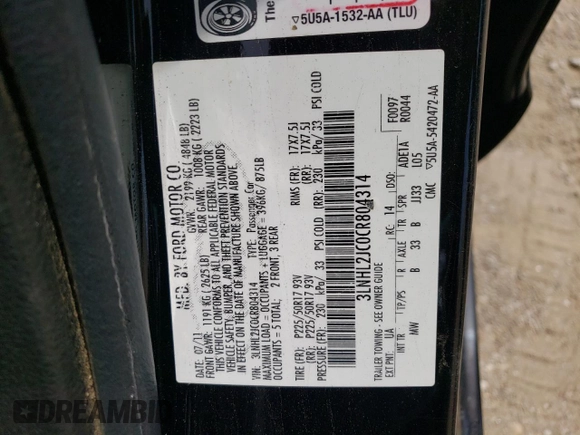 The
5U5A-1532-AA (TLU)
MFD. BY FORD MOTOR CO.
DATE: 07/11 GVWR: 2199 KG ( 4848 LB)
FRONT GAWR: 1191 KG ( 2625 LB) REAR GAWR: 1008 KG ( 2223 LB)
THIS VEHICLE CONFORMS TO ALL APPLICABLE FEDERAL MOTOR
VEHICLE SAFETY, BUMPER, AND THEFT PREVENTION STANDARDS
IN EFFECT ON THE DATE OF MANUFACTURE SHOWN ABOVE.
VIN: 3LNHL2JC0CR804314 TYPE: Passenger Car
MAXIMUM LOAD = OCCUPANTS + LUGGAGE = 396KG/ 875LB
OCCUPANTS = 5 TOTAL; 2 FRONT, 3 REAR
TIRE (FR): P225/50R17 93V RIMS (FR): 17X7.5J
(RR): P225/50R17 93V (RR): 17X7.5J
PRESSURE (FR): 230 kPa/ 33 PSI COLD (RR): 230 kPa/ 33 PSI COLD
3LNHL2JC0CR804314
TRAILER TOWING-SEE OWNER GUIDE F0097
R0044
EXT PNT: UA RC: 14 DSO:
INT TR TP/PS R AXLE TR SPR ADE1A
MW I B 33 B JJ33 LO5
CMC 5U5A-5420472-AA
DREAMBID